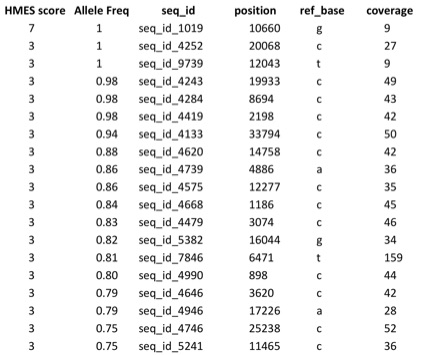 HMES score Allele Freq seq_id position ref_base coverage
7 1 seq_id_1019 10660 g 9
3 1 seq_id_4252 20068 c 27
3 1 seq_id_9739 12043 t 9
3 0.98 seq_id_4243 19933 c 49
3 0.98 seq_id_4284 8694 c 43
3 0.98 seq_id_4419 2198 c 42
3 0.94 seq_id_4133 33794 c 50
3 0.88 seq_id_4620 14758 c 42
3 0.86 seq_id_4739 4886 a 36
3 0.86 seq_id_4575 12277 c 35
3 0.84 seq_id_4668 1186 c 45
3 0.83 seq_id_4479 3074 c 46
3 0.82 seq_id_5382 16044 g 34
3 0.81 seq_id_7846 6471 t 159
3 0.80 seq_id_4990 898 c 44
3 0.79 seq_id_4646 3620 c 42
3 0.79 seq_id_4946 17226 a 28
3 0.75 seq_id_4746 25238 c 52
3 0.75 seq_id_5241 11465 c 36